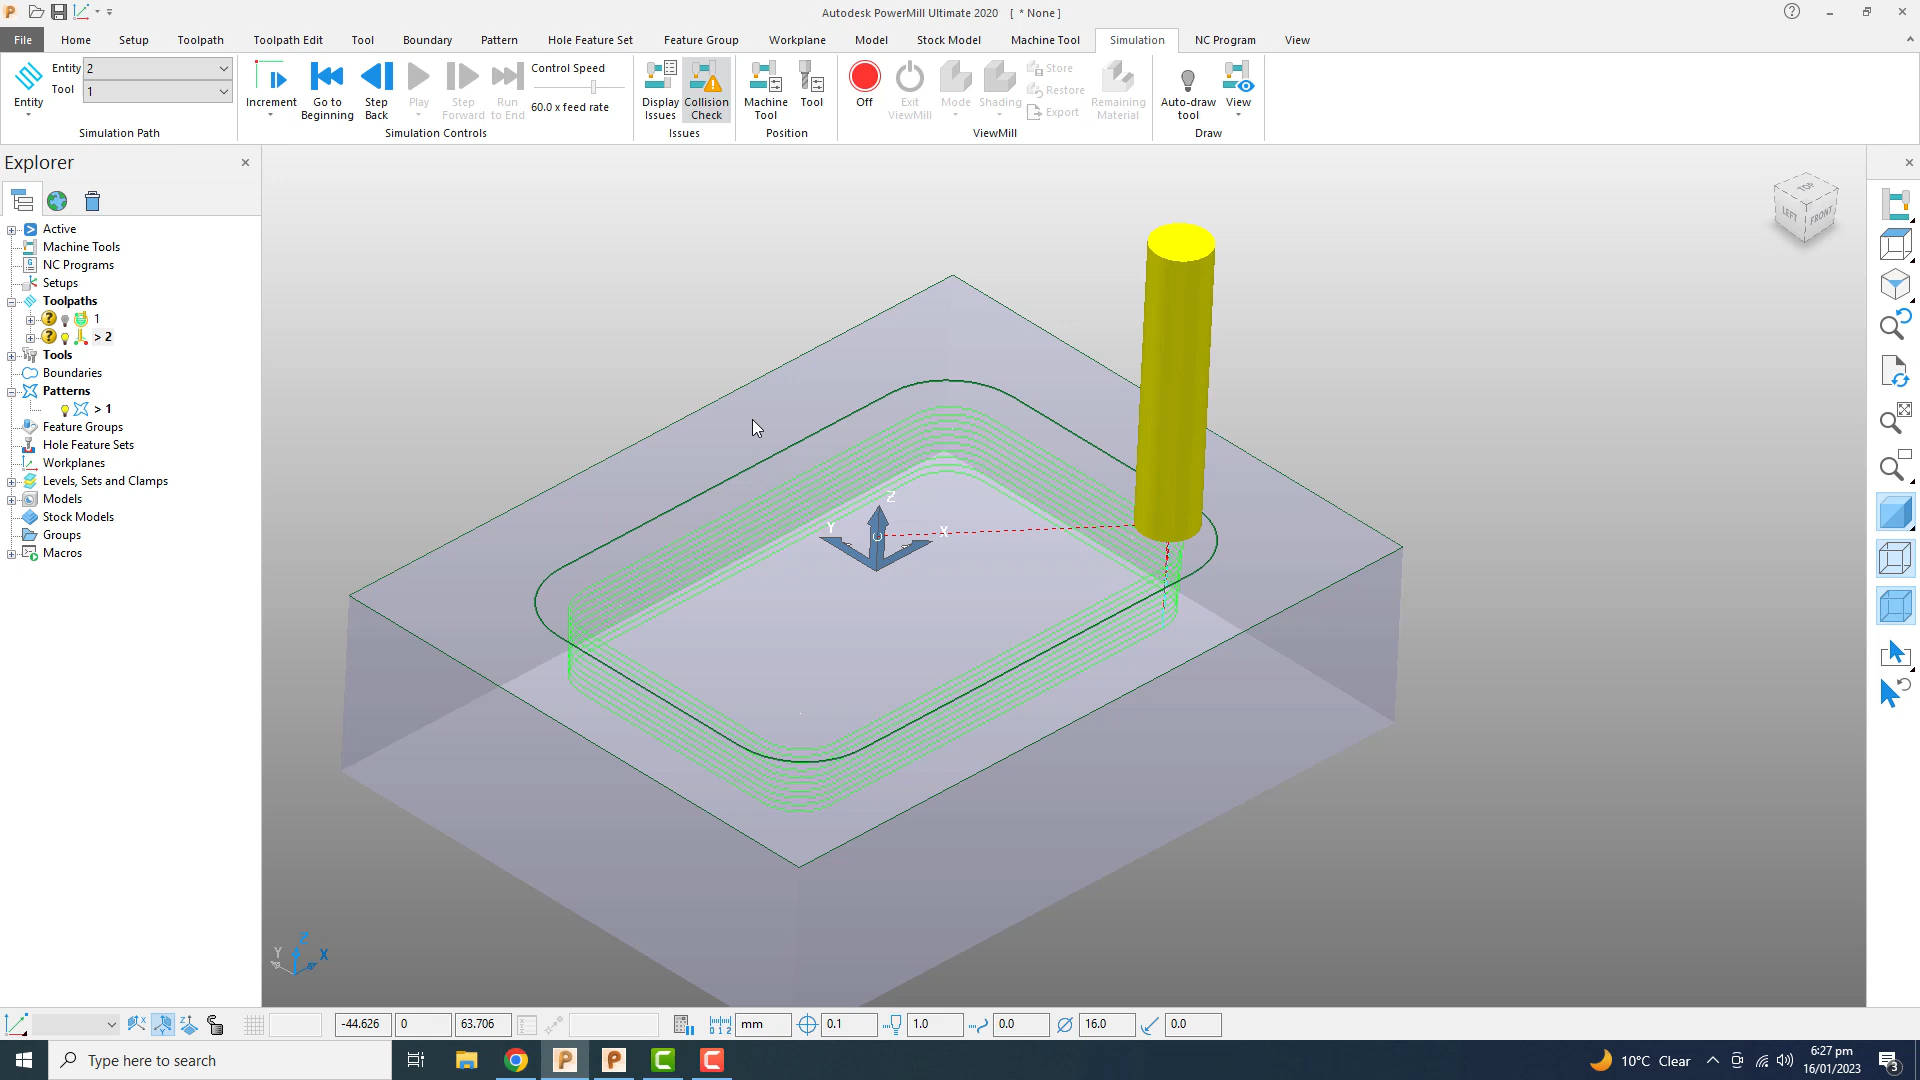 Autodesk PowerMill Ultimate 2020 [ * None ]
File Home Setup Toolpath Toolpath Edit Tool Boundary Pattern Hole Feature Set Feature Group Workplane Model Stock Model Machine Tool Simulation NC Program View
Entity
Entity 2
Tool 1
Simulation Path
Increment
Go to Beginning
Step Back
Play
Step Forward
Run to End
Control Speed
60.0 x feed rate
Simulation Controls
Display Issues
Collision Check
Issues
Machine Tool
Tool
Position
Off
Exit ViewMill
Mode
Shading
Store
Restore
Export
Remaining Material
ViewMill
Auto-draw tool
View
Draw
Explorer
Active
Machine Tools
NC Programs
Setups
Toolpaths
1
> 2
Tools
Boundaries
Patterns
> 1
Feature Groups
Hole Feature Sets
Workplanes
Levels, Sets and Clamps
Models
Stock Models
Groups
Macros
TOP
LEFT FRONT
Z
Y X
Z
Y X
-44.626 0 63.706 mm 0.1 1.0 0.0 16.0 0.0
Type here to search
10°C Clear
6:27 pm
16/01/2023
3